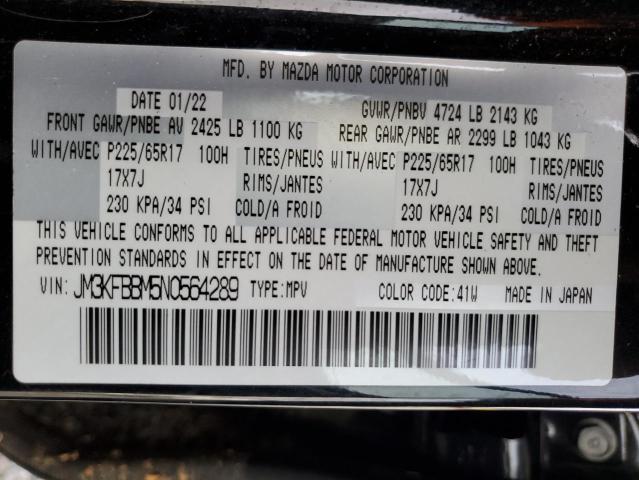 MFD. BY MAZDA MOTOR CORPORATION
DATE 01/22 GVWR/PNBV 4724 LB 2143 KG
FRONT GAWR/PNBE AV 2425 LB 1100 KG REAR GAWR/PNBE AR 2299 LB 1043 KG
WITH/AVEC P225/65R17 100H TIRES/PNEUS WITH/AVEC P225/65R17 100H TIRES/PNEUS
17X7J RIMS/JANTES 17X7J RIMS/JANTES
230 KPA/34 PSI COLD/A FROID 230 KPA/34 PSI COLD/A FROID
THIS VEHICLE CONFORMS TO ALL APPLICABLE FEDERAL MOTOR VEHICLE SAFETY AND THEFT
PREVENTION STANDARDS IN EFFECT ON THE DATE OF MANUFACTURE SHOWN ABOVE.
VIN: JM3KFBBM5N0564289 TYPE:MPV COLOR CODE:41W MADE IN JAPAN